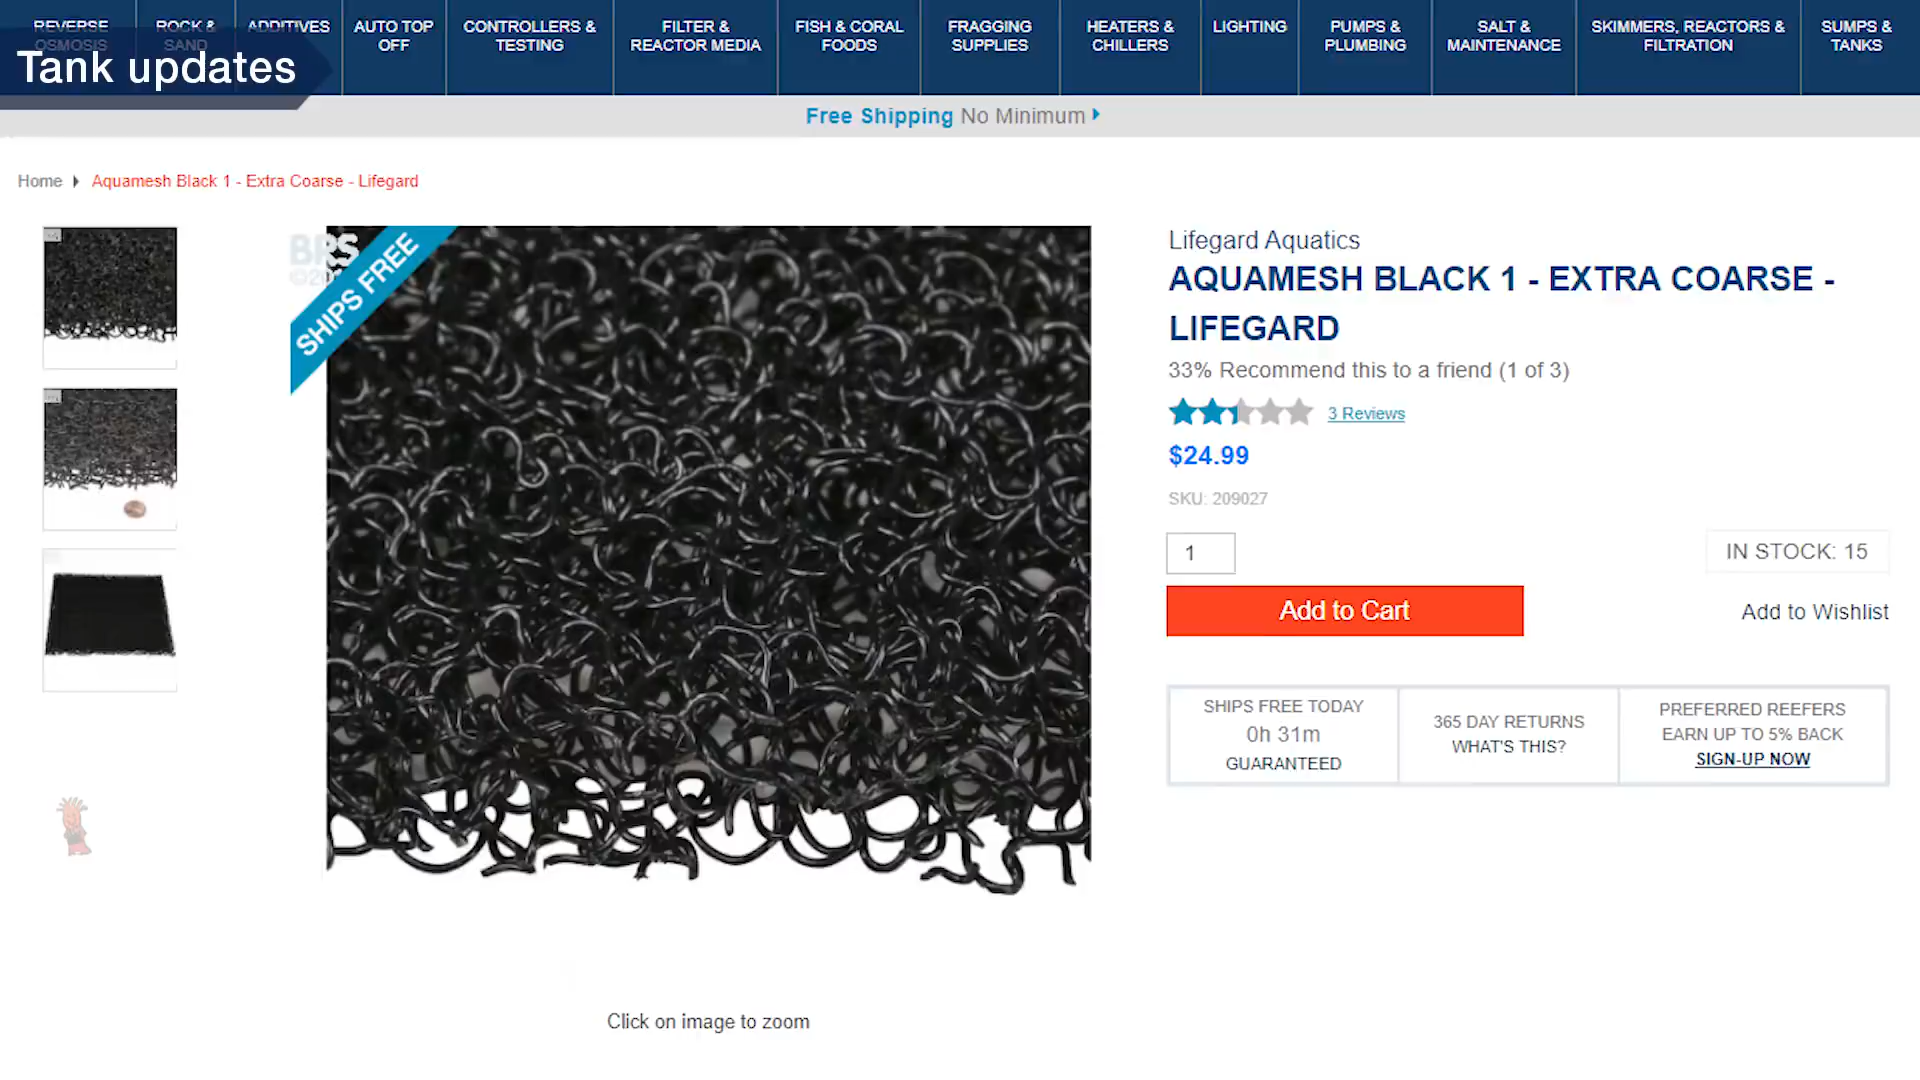 REVERSE
OSMOSIS
ROCK &
SAND
ADDITIVES
AUTO TOP
OFF
CONTROLLERS &
TESTING
FILTER &
REACTOR MEDIA
FISH & CORAL
FOODS
FRAGGING
SUPPLIES
HEATERS &
CHILLERS
LIGHTING
PUMPS &
PLUMBING
SALT &
MAINTENANCE
SKIMMERS, REACTORS &
FILTRATION
SUMPS &
TANKS
Tank updates
Free Shipping No Minimum
Home Aquamesh Black 1 - Extra Coarse - Lifegard
BRS
SHIPS FREE
Lifegard Aquatics
AQUAMESH BLACK 1 - EXTRA COARSE -
LIFEGARD
33% Recommend this to a friend (1 of 3)
3 Reviews
$24.99
SKU: 209027
1
IN STOCK: 15
Add to Cart
Add to Wishlist
SHIPS FREE TODAY
0h 31m
GUARANTEED
365 DAY RETURNS
WHAT'S THIS?
PREFERRED REEFERS
EARN UP TO 5% BACK
SIGN-UP NOW
Click on image to zoom